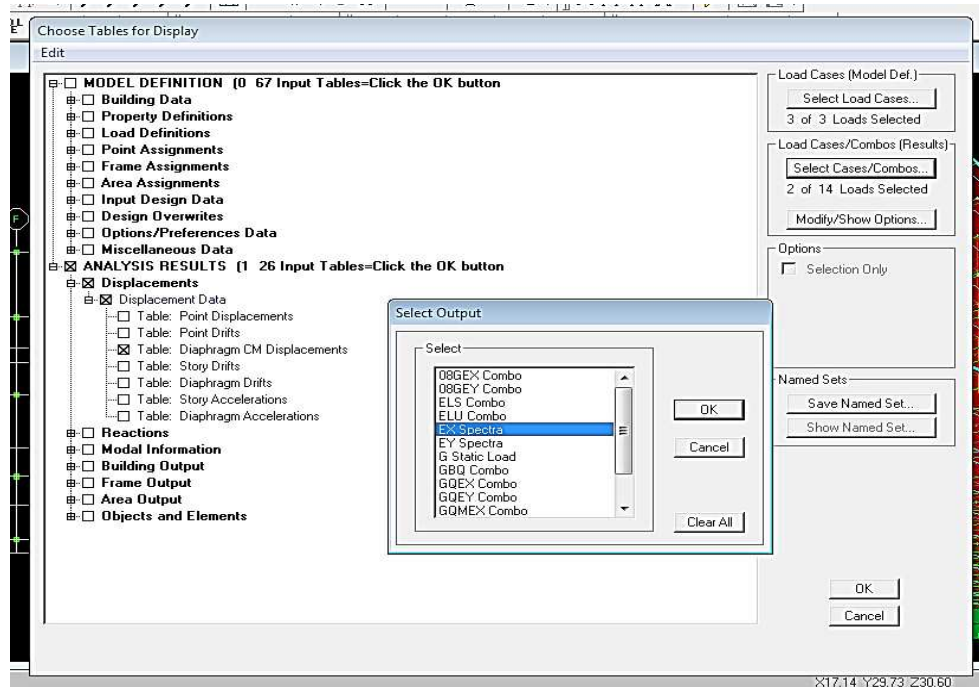 Choose Tables for Display
Edit
MODEL DEFINITION (0 67 Input Tables=Click the OK button
Building Data
Property Definitions
Load Definitions
Point Assignments
Frame Assignments
Area Assignments
Input Design Data
Design Overwrites
Options/Preferences Data
Miscellaneous Data
ANALYSIS RESULTS (1 26 Input Tables=Click the OK button
Displacements
Displacement Data
Table: Point Displacements
Table: Point Drifts
Table: Diaphragm CM Displacements
Table: Story Drifts
Table: Diaphragm Drifts
Table: Story Accelerations
Table: Diaphragm Accelerations
Reactions
Modal Information
Building Output
Frame Output
Area Output
Objects and Elements
Load Cases (Model Def.)
Select Load Cases...
3 of 3 Loads Selected
Load Cases/Combos (Results)
Select Cases/Combos...
2 of 14 Loads Selected
Modify/Show Options...
Options
Selection Only
Named Sets
Save Named Set...
Show Named Set...
OK
Cancel
Select Output
Select
08GEX Combo
08GEY Combo
ELS Combo
ELU Combo
EX Spectra
EY Spectra
G Static Load
GBQ Combo
GQEX Combo
GQEY Combo
GQMEX Combo
OK
Cancel
Clear All
F
X17.14 Y29.73 Z30.60